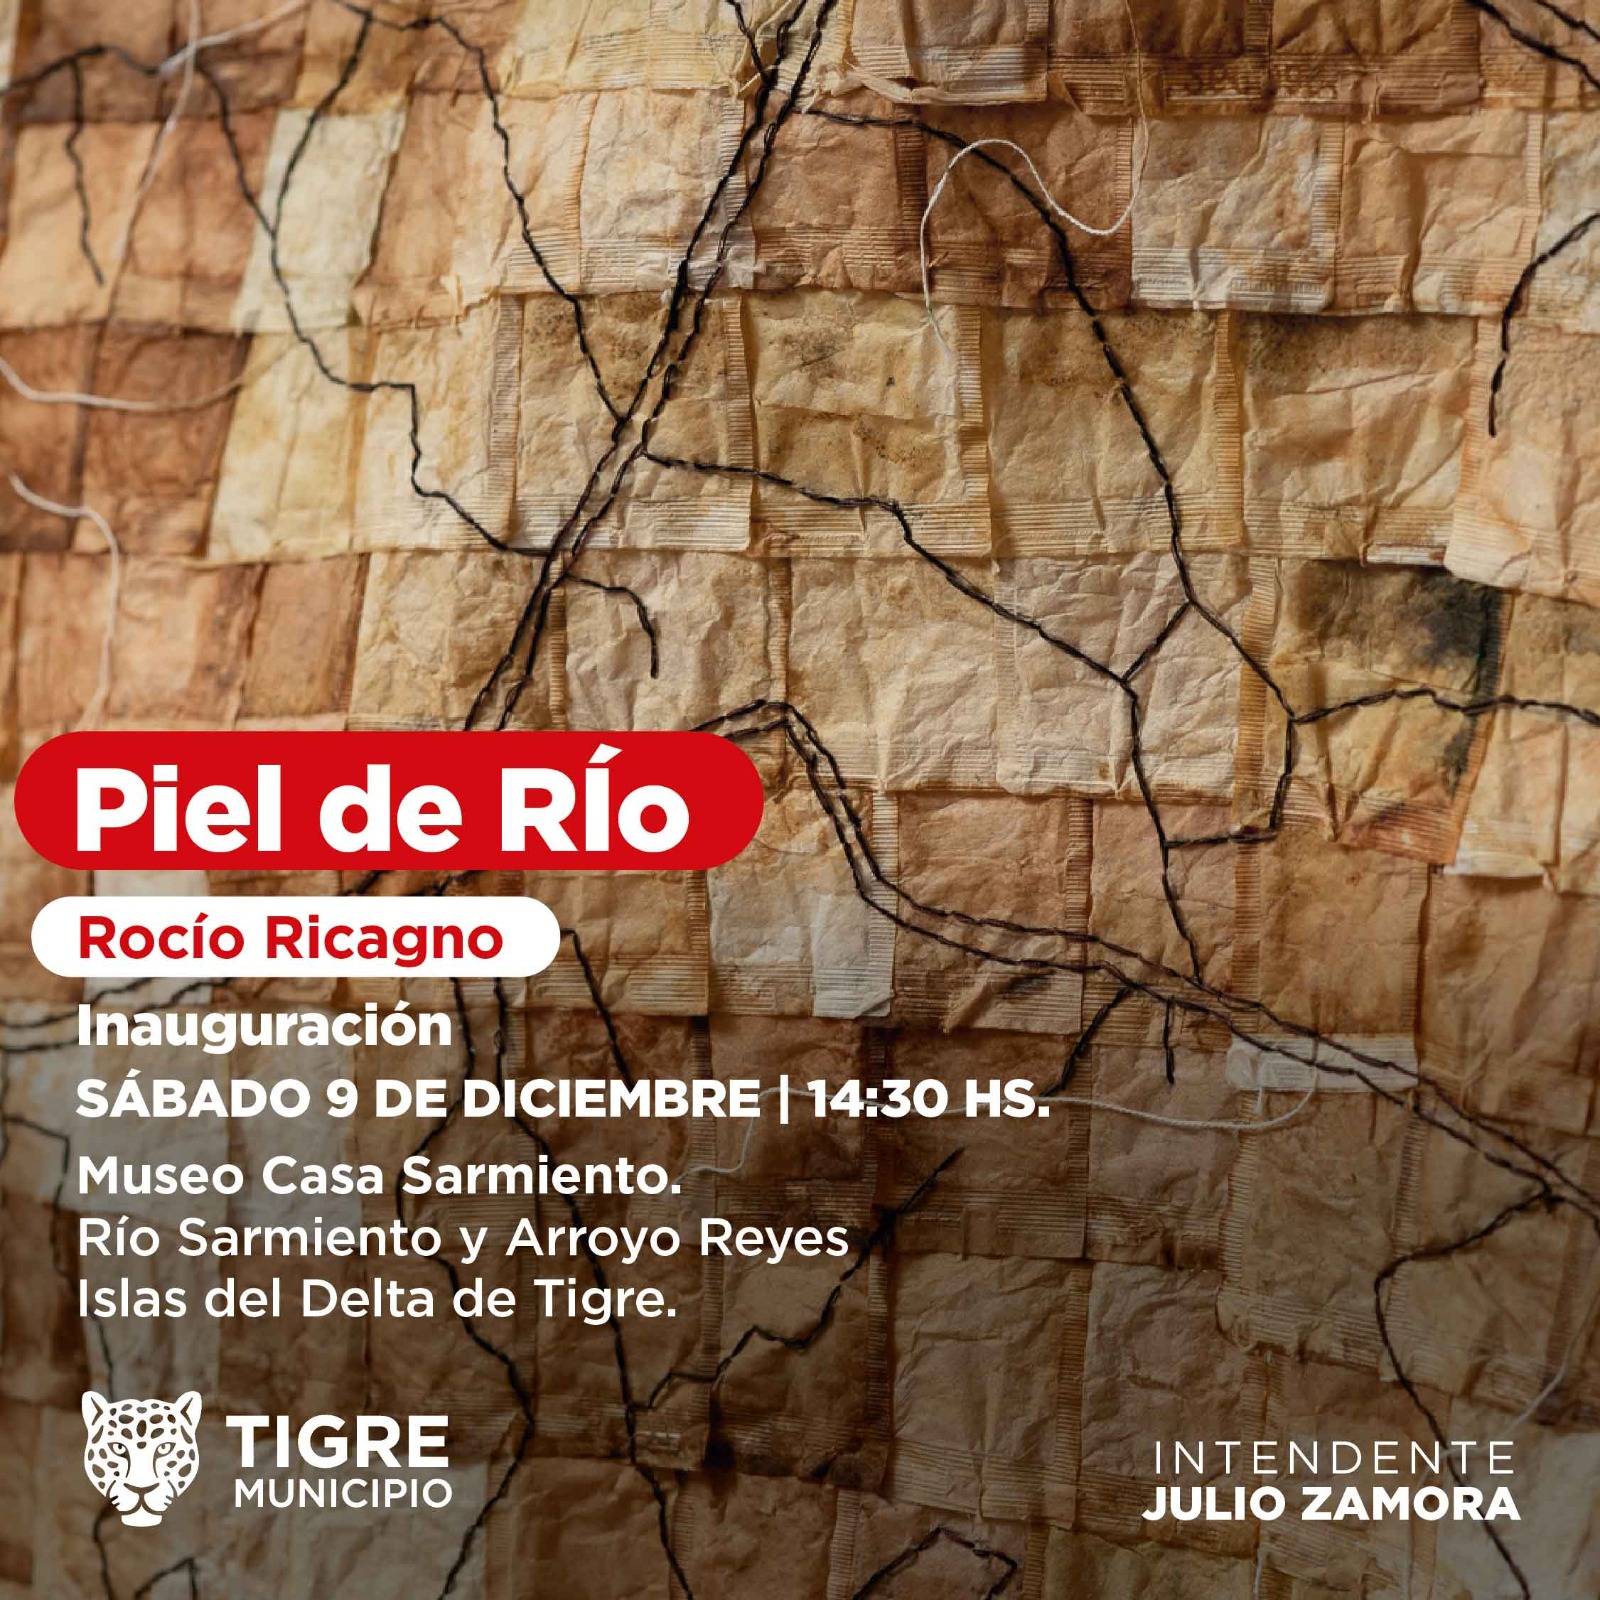 Piel de Río
Rocío Ricagno
Inauguración
SÁBADO 9 DE DICIEMBRE | 14:30 HS.
Museo Casa Sarmiento.
Río Sarmiento y Arroyo Reyes
Islas del Delta de Tigre.
TIGRE
MUNICIPIO
INTENDENTE
JULIO ZAMORA